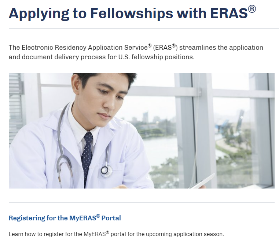 Applying to Fellowships with ERAS®
The Electronic Residency Application Service® (ERAS®) streamlines the application
and document delivery process for U.S. fellowship positions.
Registering for the MyERAS® Portal
Learn how to register for the MyERAS® portal for the upcoming application season.